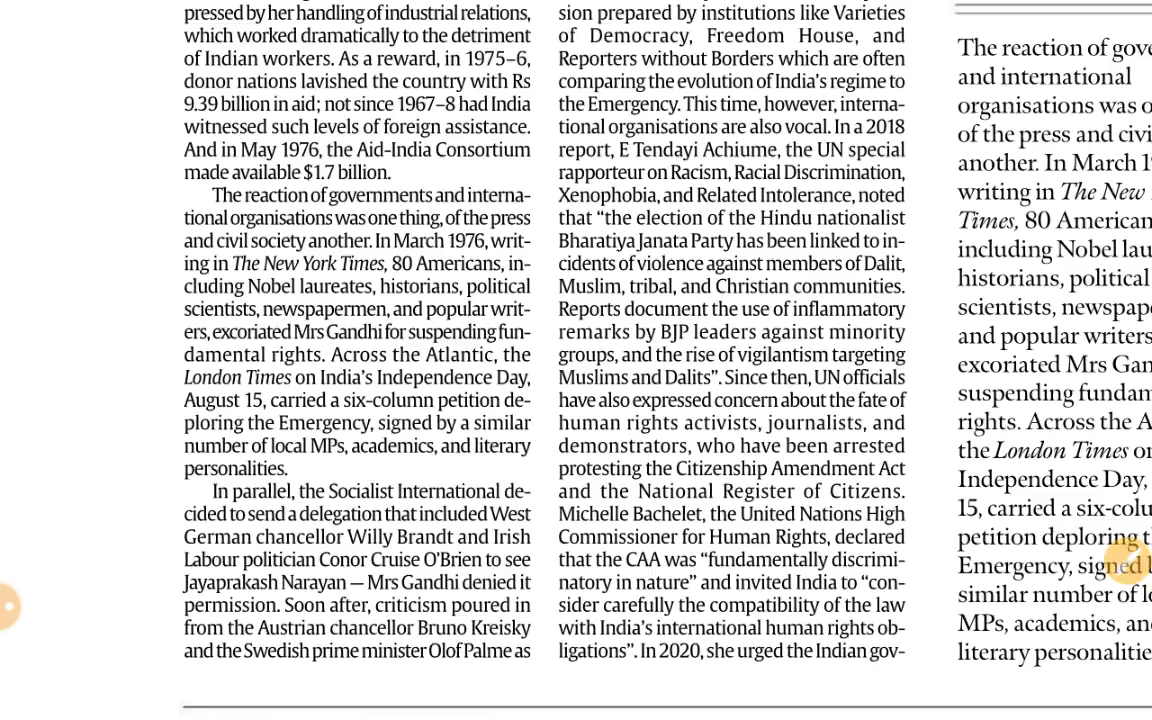 pressed by her handling of industrial relations,
which worked dramatically to the detriment
of Indian workers. As a reward, in 1975–6,
donor nations lavished the country with Rs
9.39 billion in aid; not since 1967–8 had India
witnessed such levels of foreign assistance.
And in May 1976, the Aid-India Consortium
made available $1.7 billion.
The reaction of governments and interna-
tional organisations was one thing, of the press
and civil society another. In March 1976, writ-
ing in The New York Times, 80 Americans, in-
cluding Nobel laureates, historians, political
scientists, newspapermen, and popular writ-
ers, excoriated Mrs Gandhi for suspending fun-
damental rights. Across the Atlantic, the
London Times on India's Independence Day,
August 15, carried a six-column petition de-
ploring the Emergency, signed by a similar
number of local MPs, academics, and literary
personalities.
In parallel, the Socialist International de-
cided to send a delegation that included West
German chancellor Willy Brandt and Irish
Labour politician Conor Cruise O'Brien to see
Jayaprakash Narayan — Mrs Gandhi denied it
permission. Soon after, criticism poured in
from the Austrian chancellor Bruno Kreisky
and the Swedish prime minister Olof Palme as
sion prepared by institutions like Varieties
of Democracy, Freedom House, and
Reporters without Borders which are often
comparing the evolution of India's regime to
the Emergency. This time, however, interna-
tional organisations are also vocal. In a 2018
report, E Tendayi Achiume, the UN special
rapporteur on Racism, Racial Discrimination,
Xenophobia, and Related Intolerance, noted
that “the election of the Hindu nationalist
Bharatiya Janata Party has been linked to in-
cidents of violence against members of Dalit,
Muslim, tribal, and Christian communities.
Reports document the use of inflammatory
remarks by BJP leaders against minority
groups, and the rise of vigilantism targeting
Muslims and Dalits”. Since then, UN officials
have also expressed concern about the fate of
human rights activists, journalists, and
demonstrators, who have been arrested
protesting the Citizenship Amendment Act
and the National Register of Citizens.
Michelle Bachelet, the United Nations High
Commissioner for Human Rights, declared
that the CAA was “fundamentally discrimi-
natory in nature” and invited India to “con-
sider carefully the compatibility of the law
with India's international human rights ob-
ligations”. In 2020, she urged the Indian gov-
The reaction of gove
and international
organisations was o
of the press and civi
another. In March 1
writing in The New
Times, 80 American
including Nobel lau
historians, political
scientists, newspape
and popular writers
excoriated Mrs Gan
suspending fundam
rights. Across the A
the London Times on
Independence Day,
15, carried a six-colu
petition deploring t
Emergency, signed b
similar number of lo
MPs, academics, and
literary personalitie